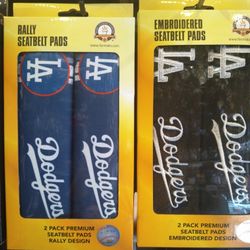 RALLY
SEATBELT PADS
LA
LA
Dodgers
Dodgers
2 PACK PREMIUM
SEATBELT PADS
RALLY DESIGN
EMBROIDERED
SEATBELT PADS
LA
LA
Dodgers
Dodgers
2 PACK PREMIUM
SEATBELT PADS
EMBROIDERED DESIGN